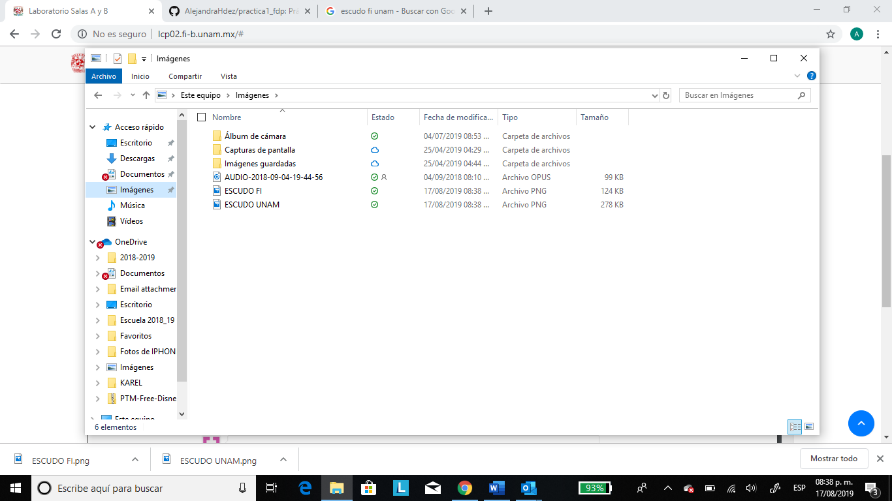 Laboratorio Salas A y B
AlejandraHdez/practica1_fdp: Pr
escudo fi unam - Buscar con Goo
No es seguro | lcp02.fi-b.unam.mx/#
A
Imágenes
Archivo Inicio Compartir Vista
Este equipo > Imágenes >
Buscar en Imágenes
Nombre Estado Fecha de modifica... Tipo Tamaño
Acceso rápido
Escritorio
Descargas
Documentos
Imágenes
Música
Vídeos
OneDrive
2018-2019
Documentos
Email attachmer
Escritorio
Escuela 2018_19
Favoritos
Fotos de IPHON
Imágenes
KAREL
PTM-Free-Disne
Este equipo
Álbum de cámara 04/07/2019 08:53 ... Carpeta de archivos
Capturas de pantalla 25/04/2019 04:29 ... Carpeta de archivos
Imágenes guardadas 25/04/2019 04:44 ... Carpeta de archivos
AUDIO-2018-09-04-19-44-56 04/09/2018 08:10 ... Archivo OPUS 99 KB
ESCUDO FI 17/08/2019 08:38 ... Archivo PNG 124 KB
ESCUDO UNAM 17/08/2019 08:38 ... Archivo PNG 278 KB
6 elementos
ESCUDO FI.png
ESCUDO UNAM.png
Mostrar todo
Escribe aquí para buscar
L
93%
ESP
08:38 p. m.
17/08/2019
3